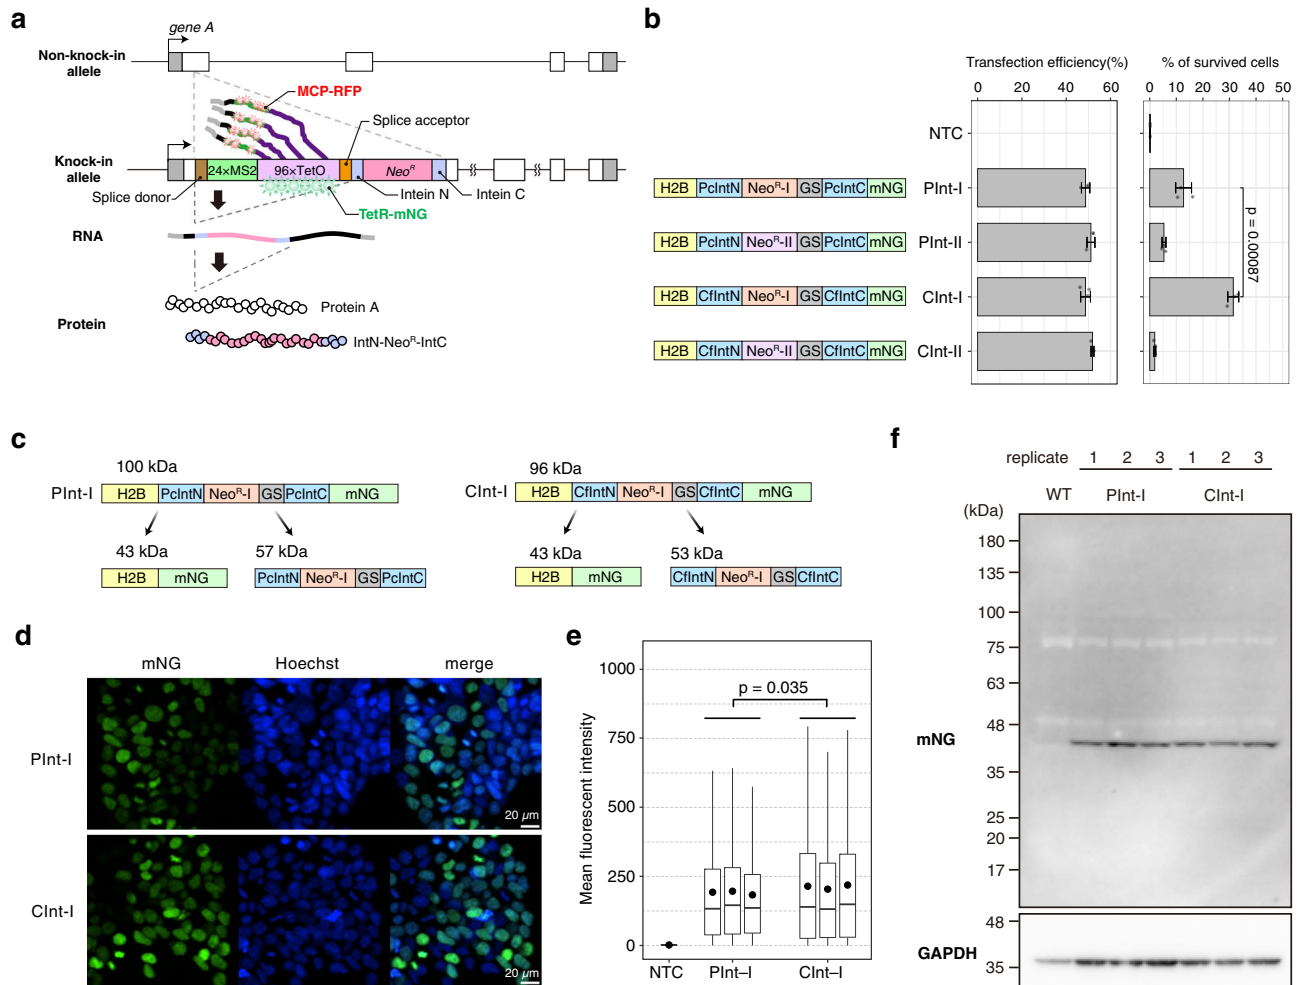 a
gene A
Non-knock-in
allele
MCP-RFP
Splice acceptor
Knock-in
allele
24×MS2
96×TetO
Neoᴿ
Splice donor
Intein N
Intein C
TetR-mNG
RNA
Protein A
Protein
IntN-Neoᴿ-IntC
b
Transfection efficiency(%)
% of survived cells
0 20 40 60
0 10 20 30 40 50
NTC
H2B PcIntN Neoᴿ-I GS PcIntC mNG PInt-I
H2B PcIntN Neoᴿ-II GS PcIntC mNG PInt-II
H2B CfIntN Neoᴿ-I GS CfIntC mNG CInt-I
H2B CfIntN Neoᴿ-II GS CfIntC mNG CInt-II
p = 0.00087
c
100 kDa
PInt-I H2B PcIntN Neoᴿ-I GS PcIntC mNG
43 kDa
H2B mNG
57 kDa
PcIntN Neoᴿ-I GS PcIntC
96 kDa
CInt-I H2B CfIntN Neoᴿ-I GS CfIntC mNG
43 kDa
H2B mNG
53 kDa
CfIntN Neoᴿ-I GS CfIntC
d
mNG Hoechst merge
PInt-I
20 µm
CInt-I
20 µm
e
Mean fluorescent intensity
1000
750
500
250
0
p = 0.035
NTC PInt–I CInt–I
f
replicate 1 2 3 1 2 3
WT PInt-I CInt-I
(kDa)
180
135
100
75
63
48
mNG
35
25
20
17
48
GAPDH
35